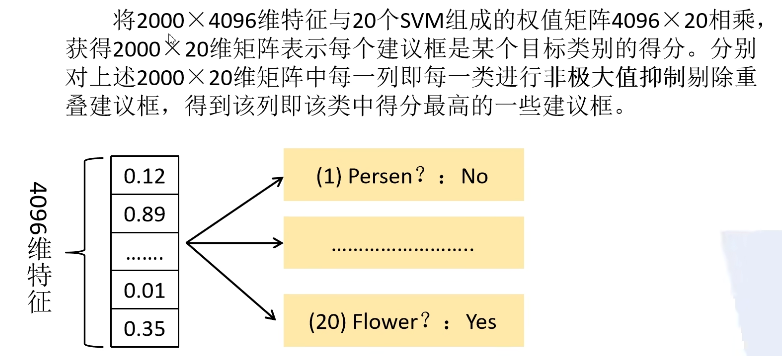 将2000×4096维特征与20个SVM组成的权值矩阵4096×20相乘，
获得2000×20维矩阵表示每个建议框是某个目标类别的得分。分别
对上述2000×20维矩阵中每一列即每一类进行非极大值抑制剔除重
叠建议框，得到该列即该类中得分最高的一些建议框。
4096维特征
0.12
0.89
.......
0.01
0.35
(1) Persen？：No
..........................
(20) Flower？：Yes